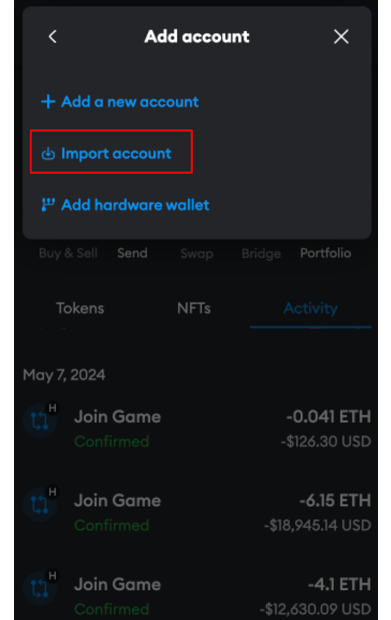 Add account
+ Add a new account
Import account
Add hardware wallet
Buy & Sell Send Swap Bridge Portfolio
Tokens NFTs Activity
May 7, 2024
H
Join Game -0.041 ETH
Confirmed -$126.30 USD
H
Join Game -6.15 ETH
Confirmed -$18,945.14 USD
H
Join Game -4.1 ETH
Confirmed -$12,630.09 USD